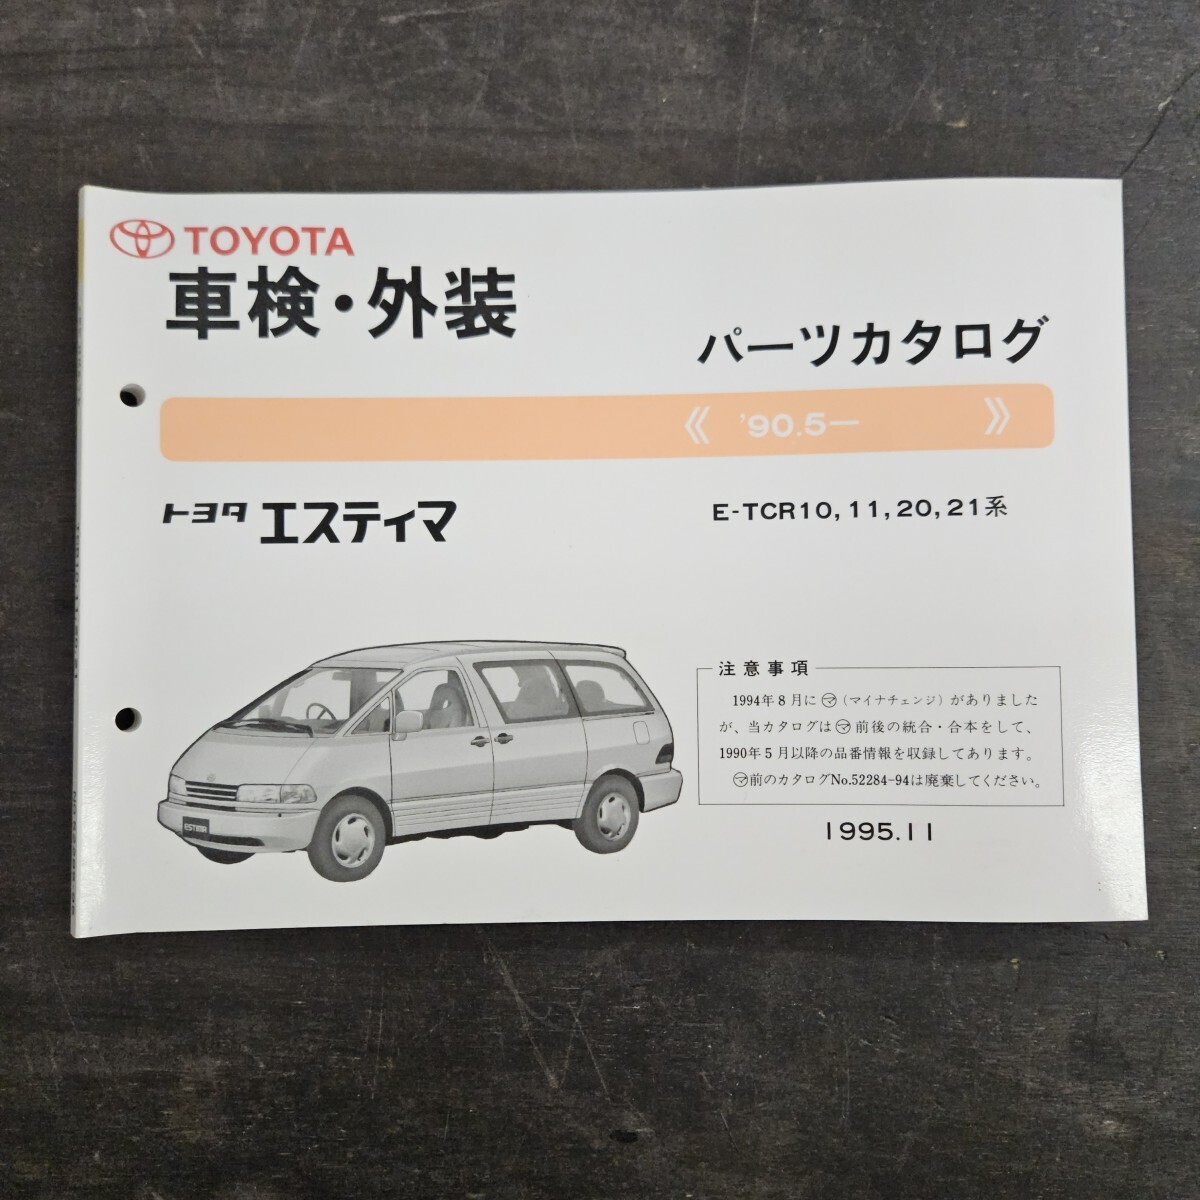 TOYOTA
車検・外装
パーツカタログ
《 '90.5— 》
トヨタ エスティマ
E-TCR10, 11, 20, 21系
注意事項
1994年8月に㋮(マイナチェンジ)がありました
が、当カタログは㋮前後の統合・合本をして、
1990年5月以降の品番情報を収録してあります。
㋮前のカタログNo.52284-94は廃棄してください。
1995.11
ESTIMA